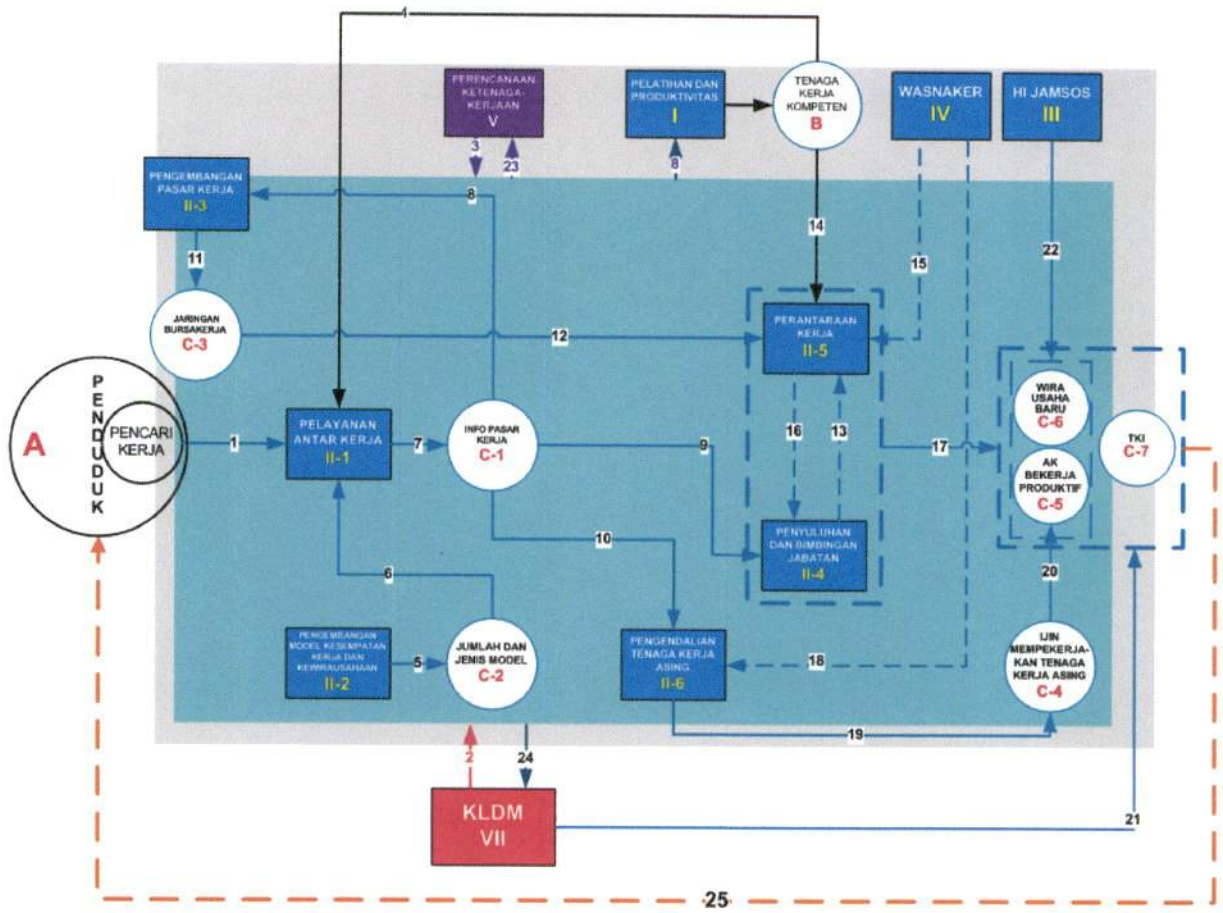 4
PERENCANAAN
KETENAGA-
KERJAAN
V
PELATIHAN DAN
PRODUKTIVITAS
I
TENAGA
KERJA
KOMPETEN
B
WASNAKER
IV
HI JAMSOS
III
3
23
8
PENGEMBANGAN
PASAR KERJA
II-3
8
14
15
22
11
JARINGAN
BURSAKERJA
C-3
12
PERANTARAAN
KERJA
II-5
A
PENDUDUK
PENCARI
KERJA
1
PELAYANAN
ANTAR KERJA
II-1
7
INFO PASAR
KERJA
C-1
9
16
13
17
WIRA
USAHA
BARU
C-6
AK
BEKERJA
PRODUKTIF
C-5
TKI
C-7
10
PENYULUHAN
DAN BIMBINGAN
JABATAN
II-4
6
20
PENGEMBANGAN
MODEL KESEMPATAN
KERJA DAN
KEWIRAUSAHAAN
II-2
5
JUMLAH DAN
JENIS MODEL
C-2
PENGENDALIAN
TENAGA KERJA
ASING
II-6
18
IJIN
MEMPEKERJA-
KAN TENAGA
KERJA ASING
C-4
19
2
24
KLDM
VII
21
25